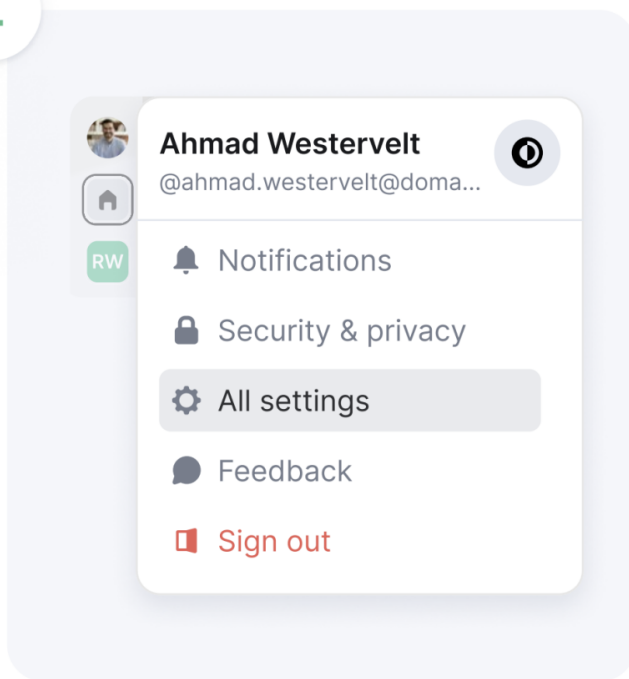 Ahmad Westervelt
@ahmad.westervelt@doma...
RW
Notifications
Security & privacy
All settings
Feedback
Sign out